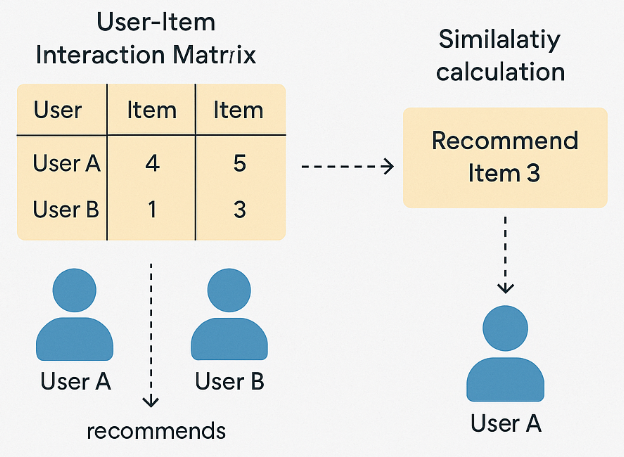 User-Item
Interaction Matrix
User Item Item
User A 4 5
User B 1 3
User A
User B
recommends
Similalatiy
calculation
Recommend
Item 3
User A